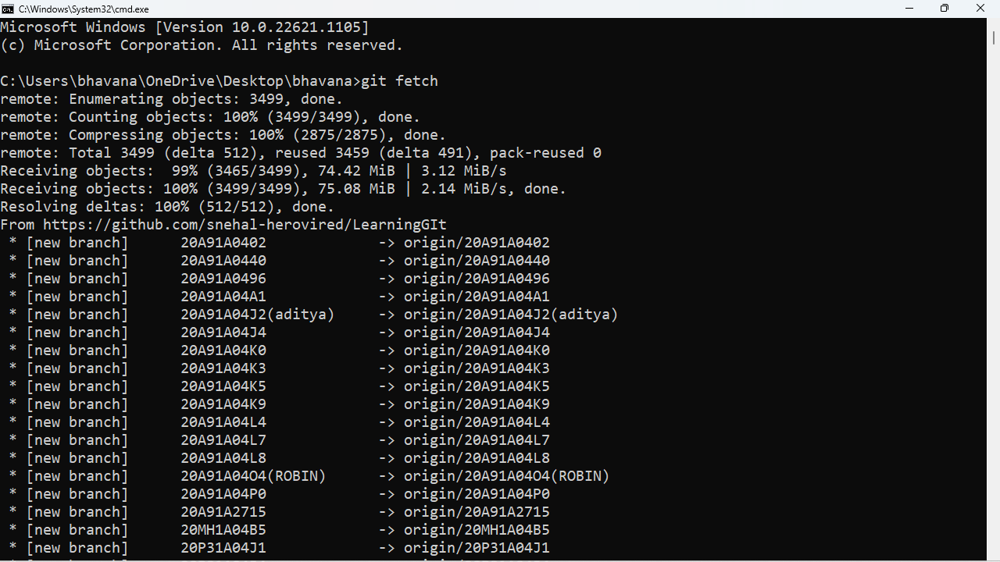 C:\Windows\System32\cmd.exe
Microsoft Windows [Version 10.0.22621.1105]
(c) Microsoft Corporation. All rights reserved.
C:\Users\bhavana\OneDrive\Desktop\bhavana>git fetch
remote: Enumerating objects: 3499, done.
remote: Counting objects: 100% (3499/3499), done.
remote: Compressing objects: 100% (2875/2875), done.
remote: Total 3499 (delta 512), reused 3459 (delta 491), pack-reused 0
Receiving objects:  99% (3465/3499), 74.42 MiB | 3.12 MiB/s
Receiving objects: 100% (3499/3499), 75.08 MiB | 2.14 MiB/s, done.
Resolving deltas: 100% (512/512), done.
From https://github.com/snehal-herovired/LearningGIt
 * [new branch]      20A91A0402             -> origin/20A91A0402
 * [new branch]      20A91A0440             -> origin/20A91A0440
 * [new branch]      20A91A0496             -> origin/20A91A0496
 * [new branch]      20A91A04A1             -> origin/20A91A04A1
 * [new branch]      20A91A04J2(aditya)     -> origin/20A91A04J2(aditya)
 * [new branch]      20A91A04J4             -> origin/20A91A04J4
 * [new branch]      20A91A04K0             -> origin/20A91A04K0
 * [new branch]      20A91A04K3             -> origin/20A91A04K3
 * [new branch]      20A91A04K5             -> origin/20A91A04K5
 * [new branch]      20A91A04K9             -> origin/20A91A04K9
 * [new branch]      20A91A04L4             -> origin/20A91A04L4
 * [new branch]      20A91A04L7             -> origin/20A91A04L7
 * [new branch]      20A91A04L8             -> origin/20A91A04L8
 * [new branch]      20A91A04O4(ROBIN)      -> origin/20A91A04O4(ROBIN)
 * [new branch]      20A91A04P0             -> origin/20A91A04P0
 * [new branch]      20A91A2715             -> origin/20A91A2715
 * [new branch]      20MH1A04B5             -> origin/20MH1A04B5
 * [new branch]      20P31A04J1             -> origin/20P31A04J1